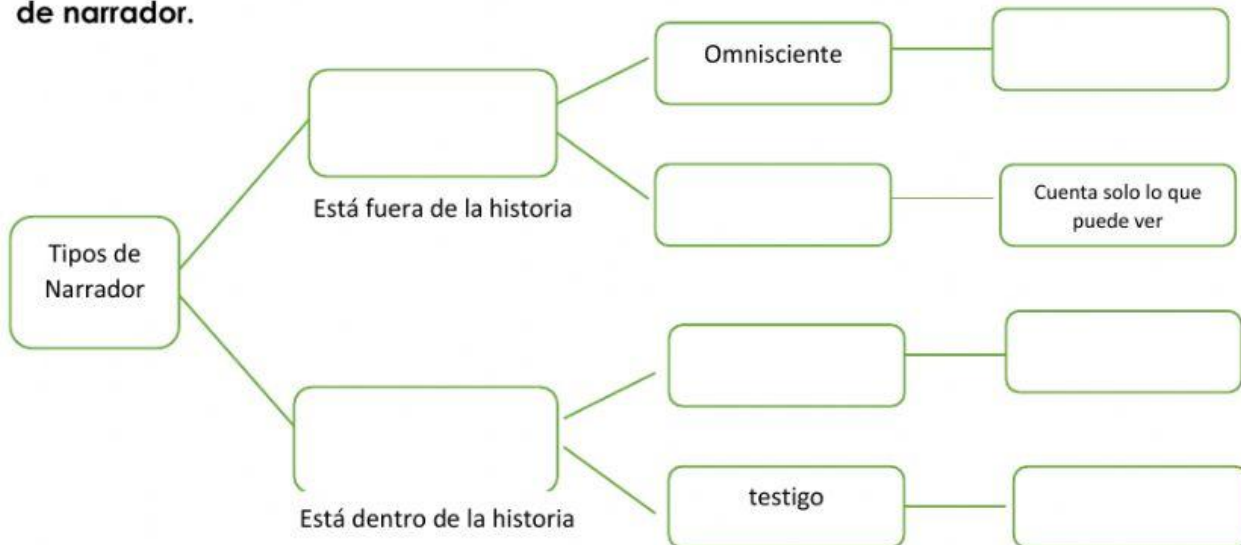 de narrador.
Omnisciente
Está fuera de la historia
Cuenta solo lo que
puede ver
Tipos de
Narrador
testigo
Está dentro de la historia